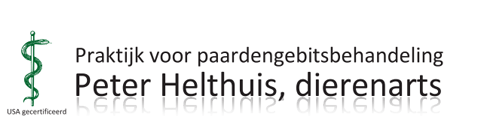 Praktijk voor paardengebitsbehandeling
Peter Helthuis, dierenarts
USA gecertificeerd